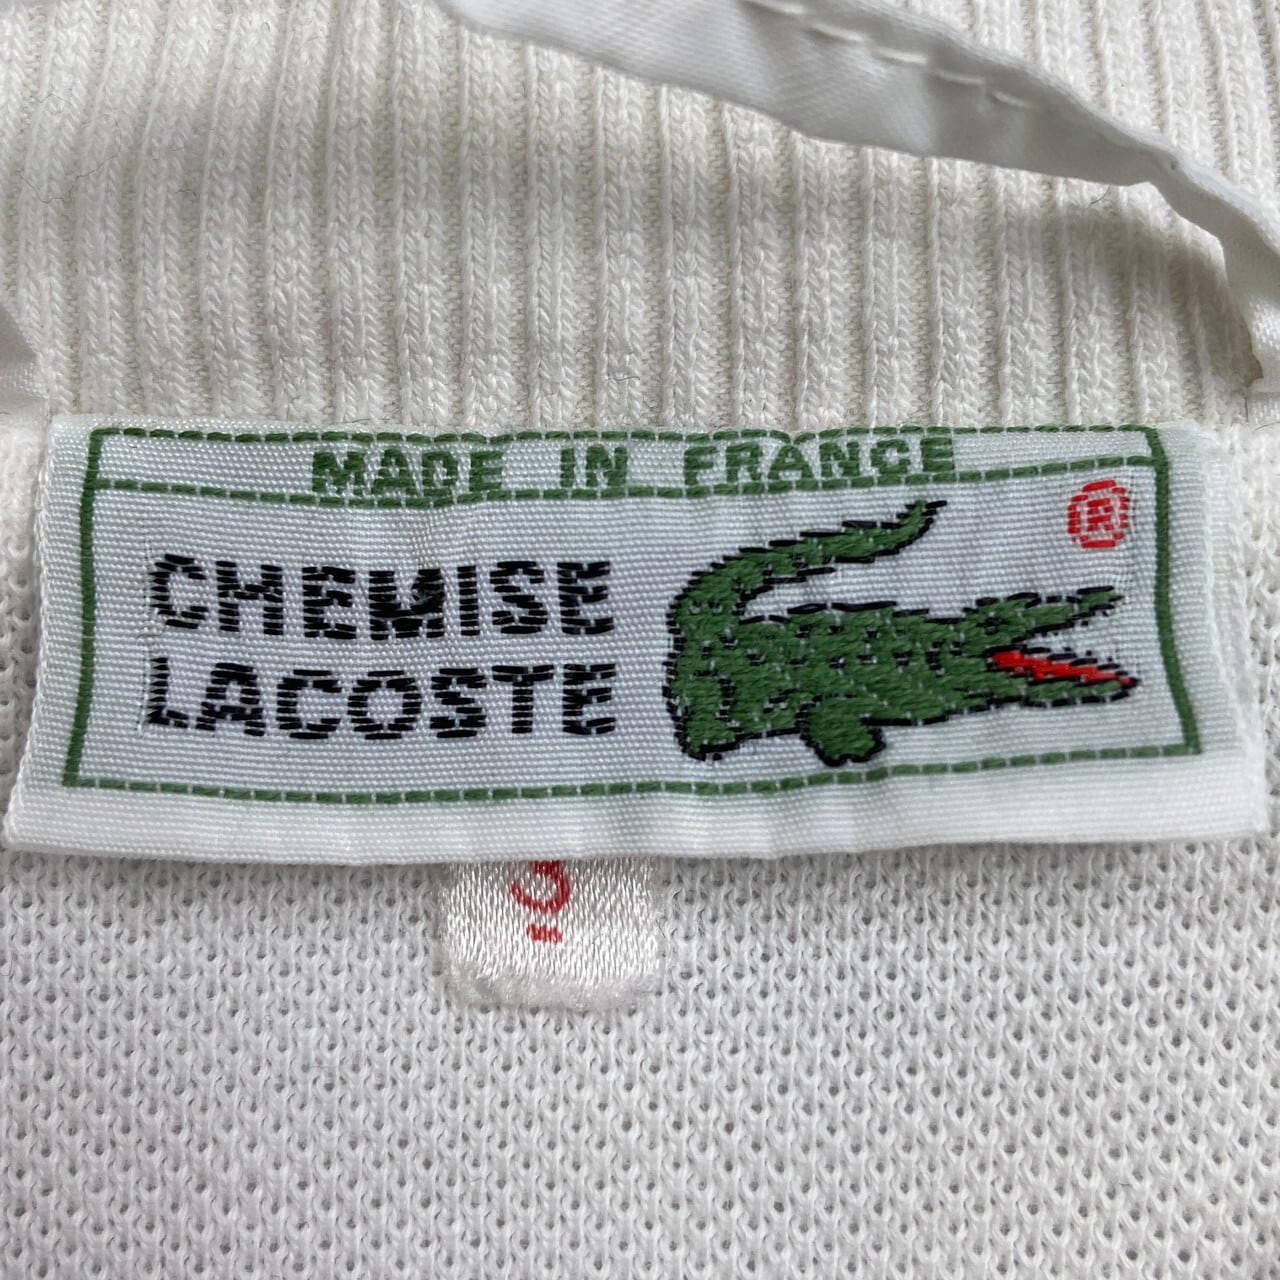 MADE IN FRANCE
®
CHEMISE
LACOSTE
3